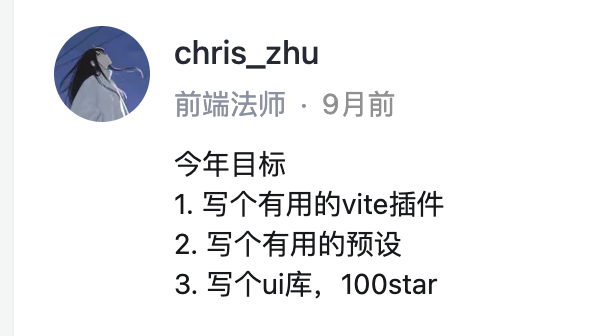 chris_zhu
前端法师 · 9月前
今年目标
1. 写个有用的vite插件
2. 写个有用的预设
3. 写个ui库，100star